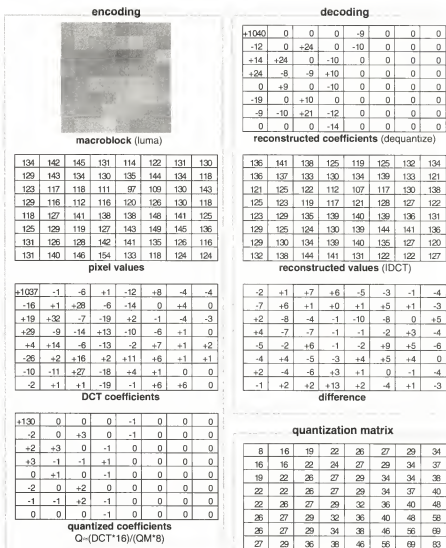 encoding
macroblock (luma)
134 142 145 131 114 122 131 130
129 143 134 130 135 144 134 118
123 117 118 111 97 109 130 143
129 116 112 116 120 126 130 118
118 127 141 138 138 148 141 125
125 129 119 127 143 149 145 136
131 126 128 142 141 135 126 116
131 140 146 154 133 118 124 124
pixel values
+1037 -1 -6 +1 -12 +8 -4 -4
-16 +1 +28 -6 -14 0 +4 0
+19 +32 -7 -19 +2 -1 -4 -3
+29 -9 -14 +13 -10 -6 +1 0
+4 +14 -6 -13 -2 +7 +1 +2
-26 +2 +16 +2 +11 +6 +1 +1
-10 -11 +27 -18 +4 +1 0 0
-2 +1 +1 -19 -1 +6 +6 0
DCT coefficients
+130 0 0 0 -1 0 0 0
-2 0 +3 0 -1 0 0 0
+2 +3 0 -1 0 0 0 0
+3 -1 -1 +1 0 0 0 0
0 +1 0 -1 0 0 0 0
-2 0 +2 0 0 0 0 0
-1 -1 +2 -1 0 0 0 0
0 0 0 -1 0 0 0 0
quantized coefficients
Q~(DCT*16)/(QM*8)
decoding
+1040 0 0 0 -9 0 0 0
-12 0 +24 0 -10 0 0 0
+14 +24 0 -10 0 0 0 0
+24 -8 -9 +10 0 0 0 0
0 +9 0 -10 0 0 0 0
-19 0 +10 0 0 0 0 0
-9 -10 +21 -12 0 0 0 0
0 0 0 -14 0 0 0 0
reconstructed coefficients (dequantize)
136 141 138 125 119 125 132 134
136 137 133 130 134 139 133 121
121 125 122 112 107 117 130 138
125 123 119 117 121 128 127 122
123 129 135 139 140 139 136 131
129 125 124 130 139 144 141 136
129 130 134 139 140 135 127 120
132 138 144 141 131 122 122 127
reconstructed values (IDCT)
-2 +1 +7 +6 -5 -3 -1 -4
-7 +6 +1 +0 +1 +5 +1 -3
+2 -8 -4 -1 -10 -8 0 +5
+4 -7 -7 -1 -1 -2 +3 -4
-5 -2 +6 -1 -2 +9 +5 -6
-4 +4 -5 -3 +4 +5 +4 0
+2 -4 -6 +3 +1 0 -1 -4
-1 +2 +2 +13 +2 -4 +1 -3
difference
quantization matrix
8 16 19 22 26 27 29 34
16 16 22 24 27 29 34 37
19 22 26 27 29 34 34 38
22 22 26 27 29 34 37 40
22 26 27 29 32 36 40 48
26 27 29 32 36 40 48 58
26 27 29 34 38 46 56 69
27 29 36 38 46 56 69 83